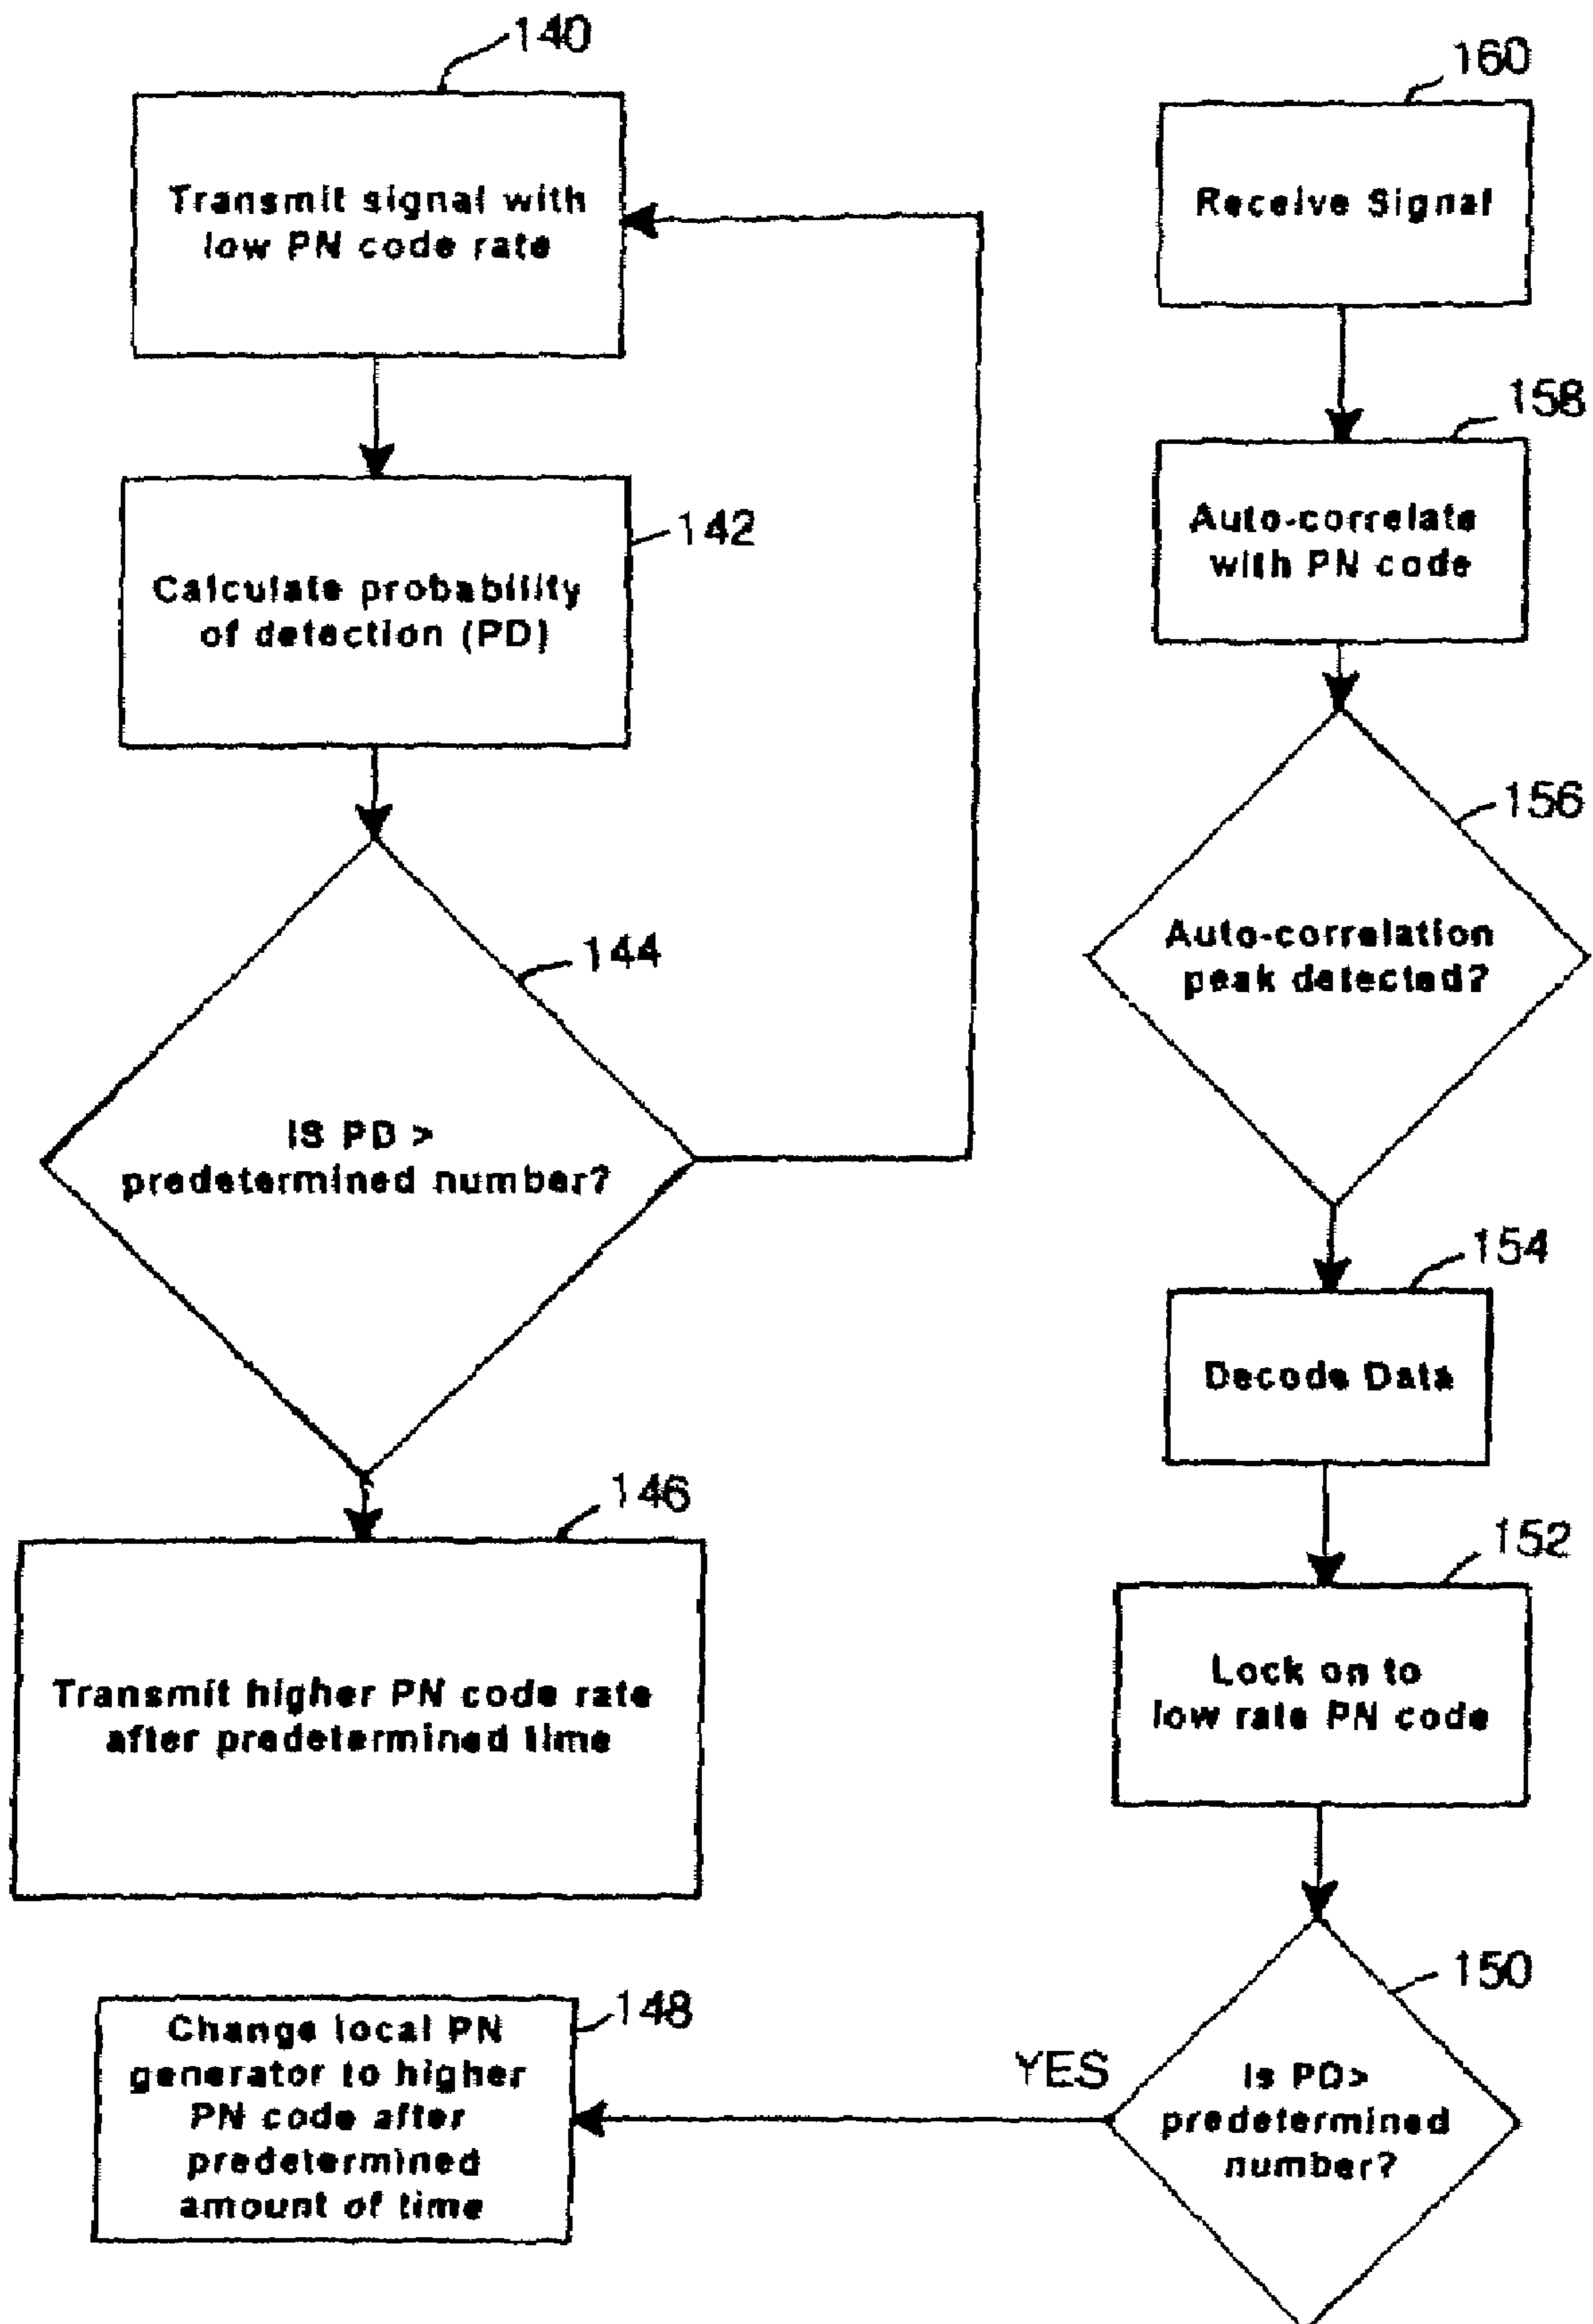 140
Transmit signal with
low PN code rate
142
Calculate probability
of detection (PD)
144
IS PD >
predetermined number?
146
Transmit higher PN code rate
after predetermined time
148
Change local PN
generator to higher
PN code after
predetermined
amount of time
160
Receive Signal
158
Auto-correlate
with PN code
156
Auto-correlation
peak detected?
154
Decode Data
152
Lock on to
low rate PN code
150
YES
Is PD>
predetermined
number?